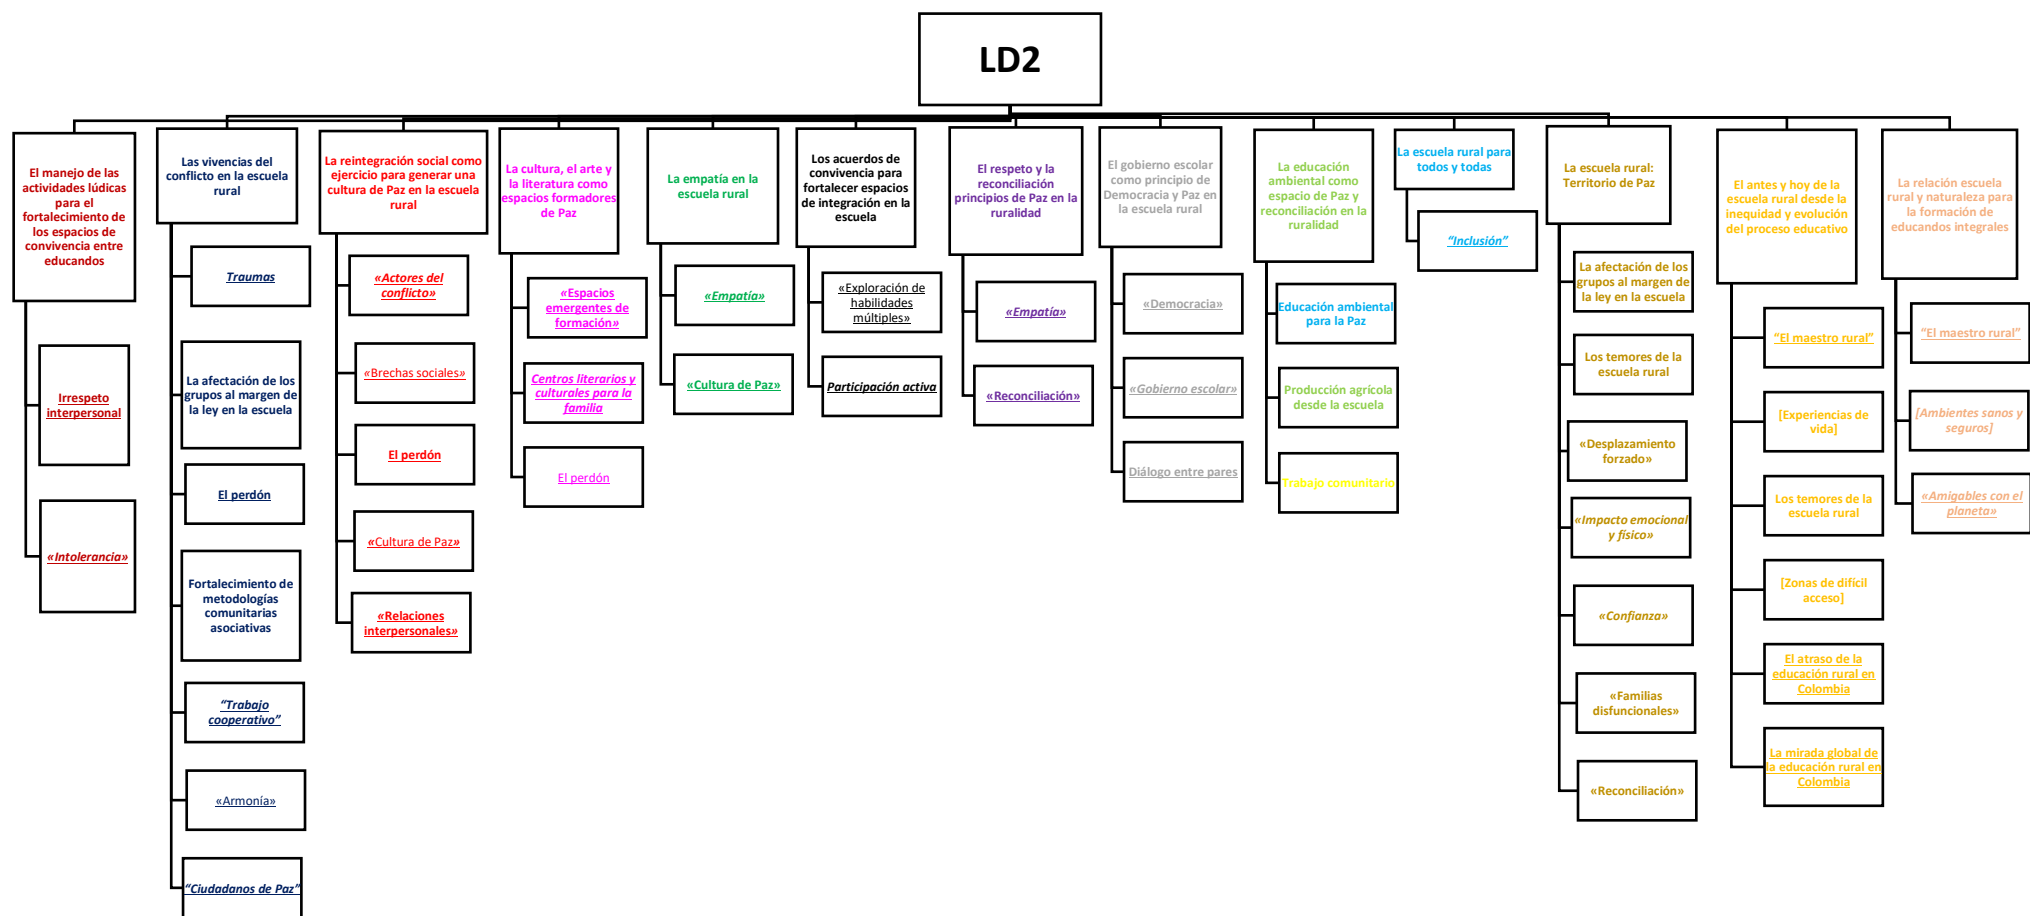 LD2
El manejo de las
actividades lúdicas
para el
fortalecimiento de
los espacios de
convivencia entre
educandos
Irrespeto
interpersonal
«Intolerancia»
Las vivencias del
conflicto en la escuela
rural
Traumas
La afectación de los
grupos al margen de
la ley en la escuela
El perdón
Fortalecimiento de
metodologías
comunitarias
asociativas
“Trabajo
cooperativo”
«Armonía»
“Ciudadanos de Paz”
La reintegración social como
ejercicio para generar una
cultura de Paz en la escuela
rural
«Actores del
conflicto»
«Brechas sociales»
El perdón
«Cultura de Paz»
«Relaciones
interpersonales»
La cultura, el arte y
la literatura como
espacios formadores
de Paz
«Espacios
emergentes de
formación»
Centros literarios y
culturales para la
familia
El perdón
La empatía en la
escuela rural
«Empatía»
«Cultura de Paz»
Los acuerdos de
convivencia para
fortalecer espacios
de integración en la
escuela
«Exploración de
habilidades
múltiples»
Participación activa
El respeto y la
reconciliación
principios de Paz en la
ruralidad
«Empatía»
«Reconciliación»
El gobierno escolar
como principio de
Democracia y Paz en
la escuela rural
«Democracia»
«Gobierno escolar»
Diálogo entre pares
La educación
ambiental como
espacio de Paz y
reconciliación en la
ruralidad
Educación ambiental
para la Paz
Producción agrícola
desde la escuela
Trabajo comunitario
La escuela rural para
todos y todas
“Inclusión”
La escuela rural:
Territorio de Paz
La afectación de los
grupos al margen de
la ley en la escuela
Los temores de la
escuela rural
«Desplazamiento
forzado»
«Impacto emocional
y físico»
«Confianza»
«Familias
disfuncionales»
«Reconciliación»
El antes y hoy de la
escuela rural desde la
inequidad y evolución
del proceso educativo
“El maestro rural”
[Experiencias de
vida]
Los temores de la
escuela rural
[Zonas de difícil
acceso]
El atraso de la
educación rural en
Colombia
La mirada global de
la educación rural en
Colombia
La relación escuela
rural y naturaleza para
la formación de
educandos integrales
“El maestro rural”
[Ambientes sanos y
seguros]
«Amigables con el
planeta»